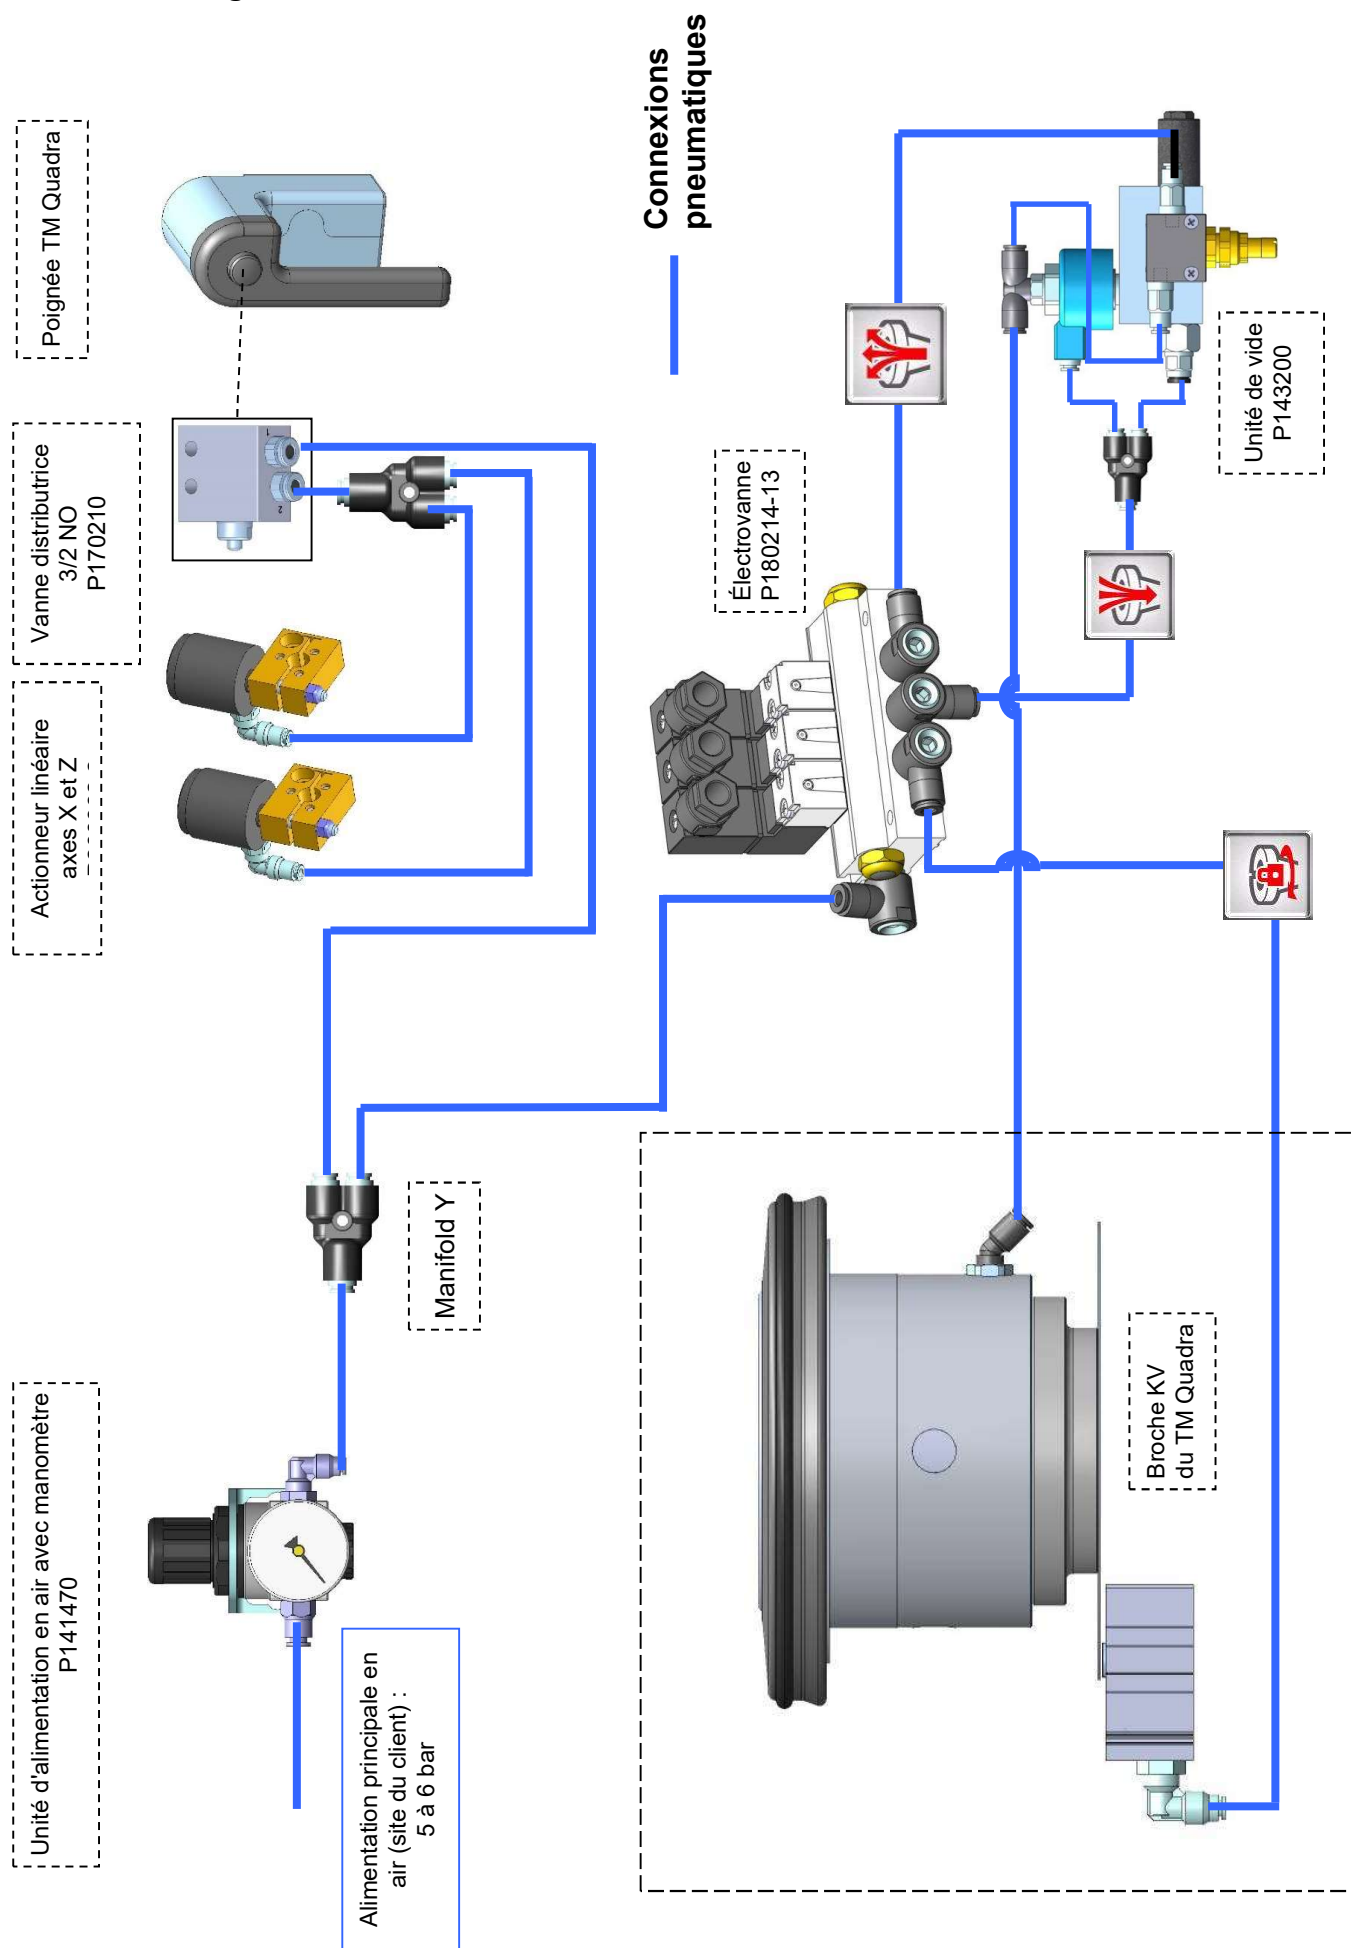 Unité d'alimentation en air avec manomètre
P141470
Alimentation principale en
air (site du client) :
5 à 6 bar
Manifold Y
Actionneur linéaire
axes X et Z
Vanne distributrice
3/2 NO
P170210
1
2
Poignée TM Quadra
Connexions
pneumatiques
Électrovanne
P180214-13
Unité de vide
P143200
Broche KV
du TM Quadra